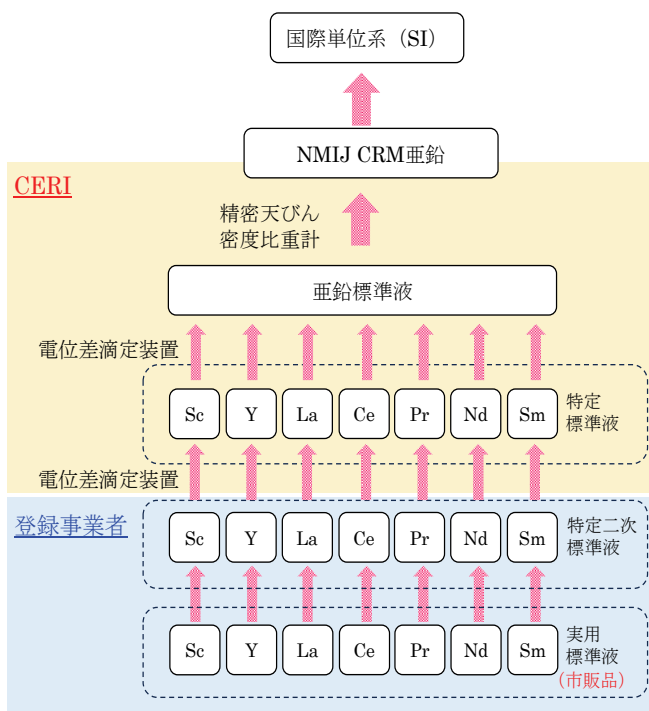 国際単位系（SI）
NMIJ CRM亜鉛
CERI
精密天びん
密度比重計
亜鉛標準液
電位差滴定装置
Sc Y La Ce Pr Nd Sm
特定
標準液
電位差滴定装置
登録事業者
Sc Y La Ce Pr Nd Sm
特定二次
標準液
Sc Y La Ce Pr Nd Sm
実用
標準液
（市販品）